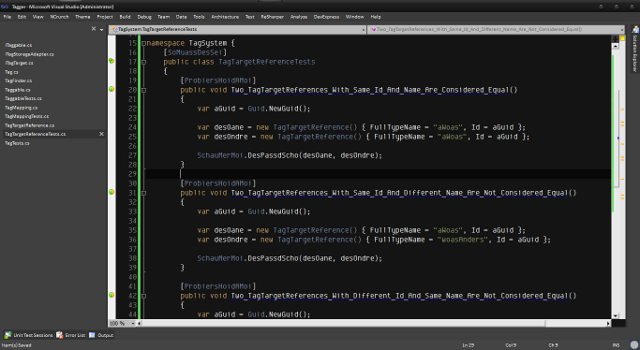 Tagger - Microsoft Visual Studio (Administrator)
File Edit View NCrunch Theme Project Build Debug Team Data Tools Architecture Test ReSharper Analyze DevExpress Window Help
TagSystem.TagTargetReferenceTests
Two_TagTargetReferences_With_Same_Id_And_Different_Name_Are_Not_Considered_Equal()
Solution Explorer
ITaggable.cs
ITagStorageAdapter.cs
ITagTarget.cs
Tag.cs
TagFinder.cs
Taggable.cs
TaggableTests.cs
TagMapping.cs
TagMappingTests.cs
TagTargetReference.cs
TagTargetReferenceTests.cs
TagTests.cs
15 namespace TagSystem {
16 [SoMuassDesSei]
17 public class TagTargetReferenceTests
18 {
19 [ProbiersHoidAMoi]
20 public void Two_TagTargetReferences_With_Same_Id_And_Name_Are_Considered_Equal()
21 {
22 var aGuid = Guid.NewGuid();
23
24 var desOane = new TagTargetReference() { FullTypeName = "aWoas", Id = aGuid };
25 var desOndre = new TagTargetReference() { FullTypeName = "aWoas", Id = aGuid };
26
27 SchauMerMoi.DesPassdScho(desOane, desOndre);
28 }
29
30 [ProbiersHoidAMoi]
31 public void Two_TagTargetReferences_With_Same_Id_And_Different_Name_Are_Not_Considered_Equal()
32 {
33 var aGuid = Guid.NewGuid();
34
35 var desOane = new TagTargetReference() { FullTypeName = "aWoas", Id = aGuid };
36 var desOndre = new TagTargetReference() { FullTypeName = "woasAnders", Id = aGuid };
37
38 SchauMerMoi.DesPassdScho(desOane, desOndre);
39 }
40
41 [ProbiersHoidAMoi]
42 public void Two_TagTargetReferences_With_Different_Id_And_Same_Name_Are_Not_Considered_Equal()
43 {
44 var aGuid = Guid.NewGuid();
100 %
Unit Test Sessions Error List Output
Item(s) Saved Ln 29 Col 9 Ch 9 INS